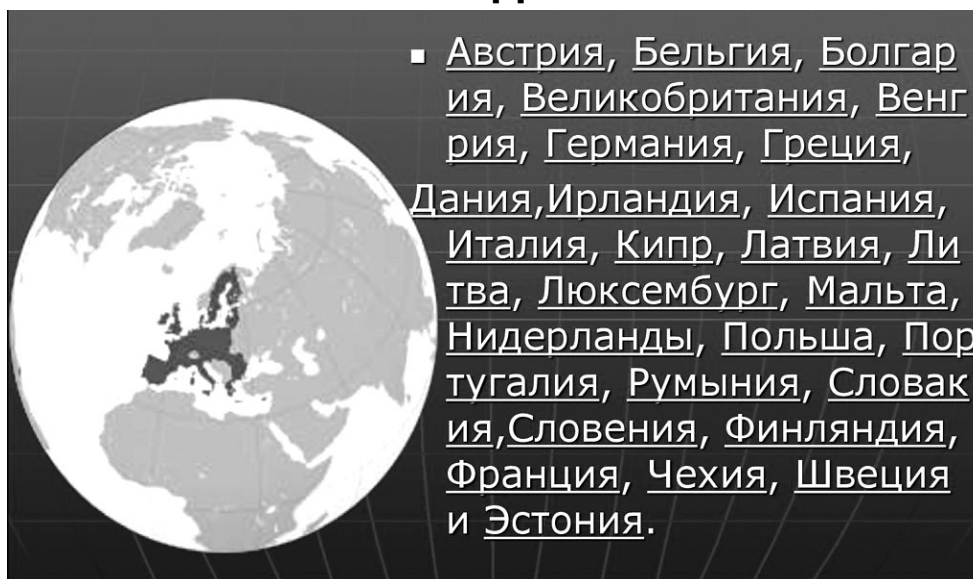 Австрия, Бельгия, Болгар
ия, Великобритания, Венг
рия, Германия, Греция,
Дания,Ирландия, Испания,
Италия, Кипр, Латвия, Ли
тва, Люксембург, Мальта,
Нидерланды, Польша, Пор
тугалия, Румыния, Словак
ия,Словения, Финляндия,
Франция, Чехия, Швеция
и Эстония.